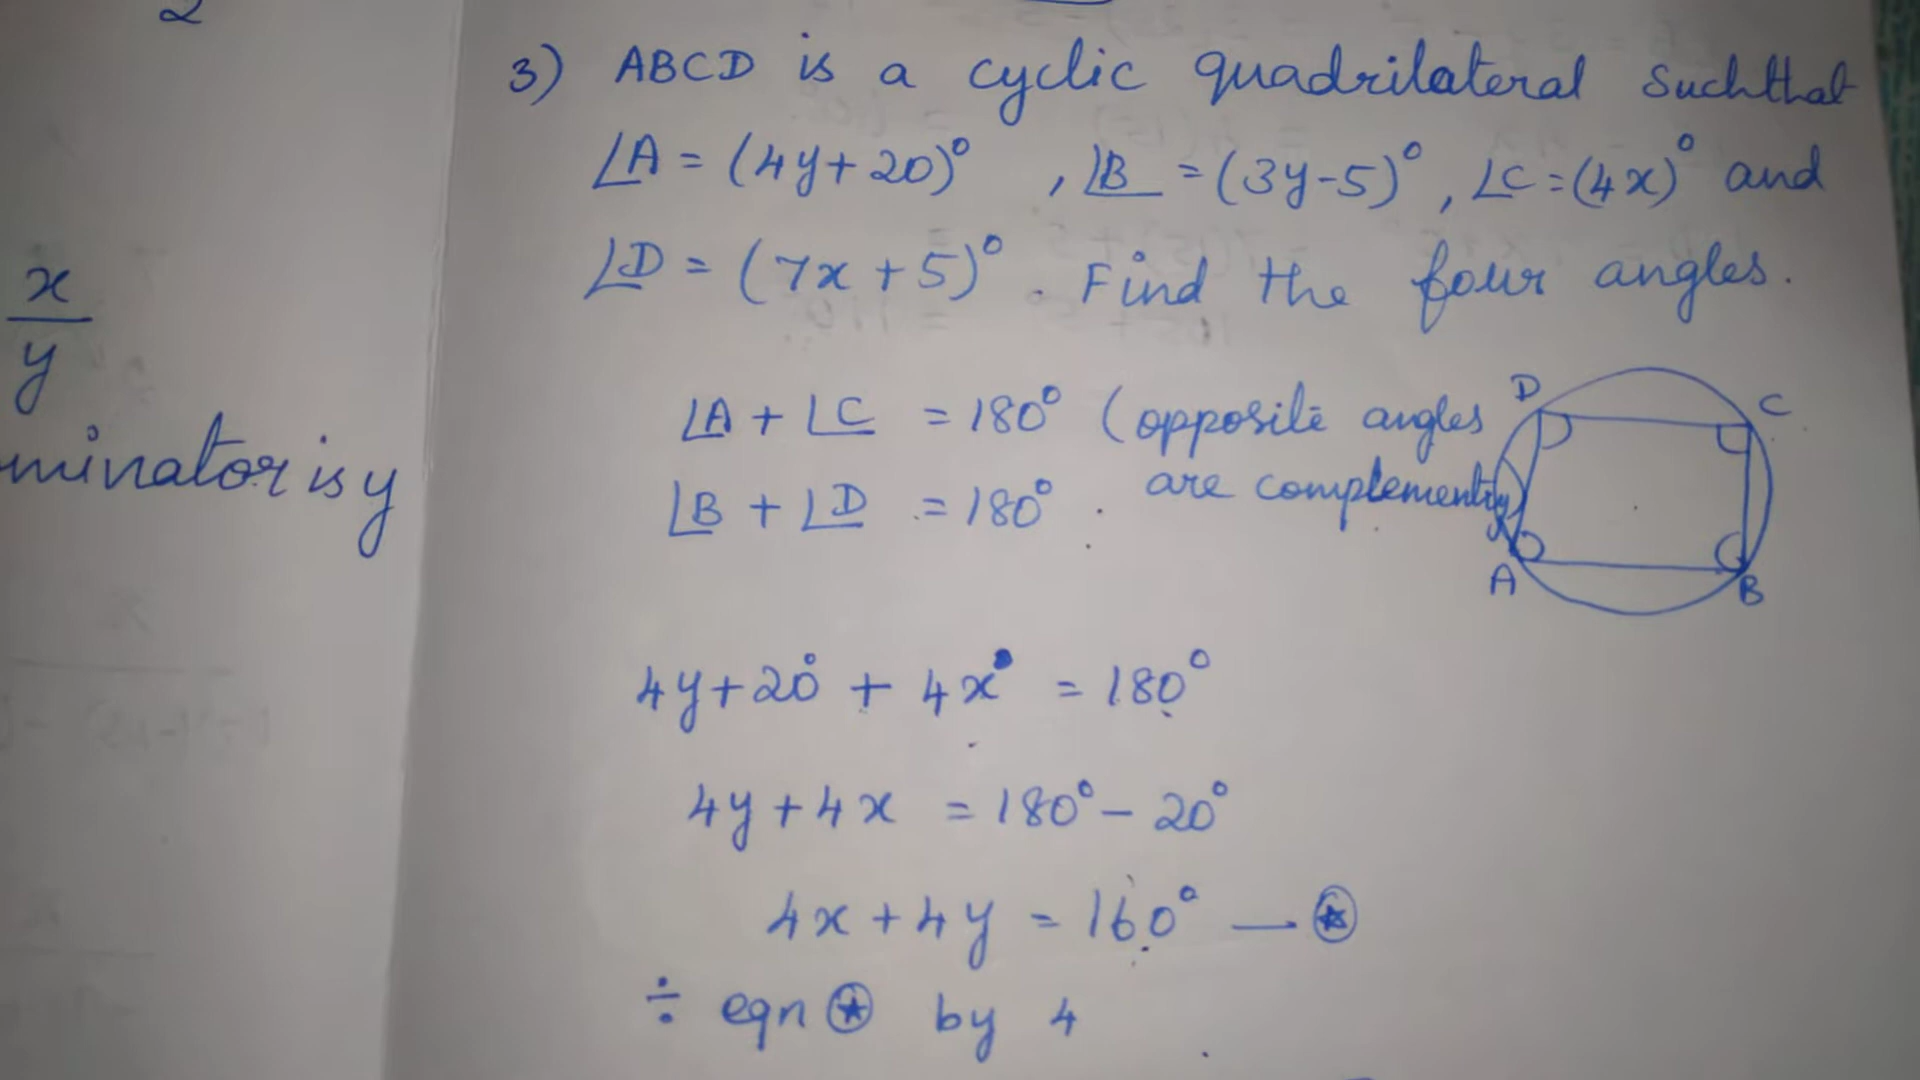 2
x
y
minator is y
3) ABCD is a cyclic quadrilateral such that
∠A = (4y+20)° , ∠B = (3y-5)° , ∠C = (4x)° and
∠D = (7x+5)° . Find the four angles.
∠A + ∠C = 180° (opposite angles
are complementry)
∠B + ∠D = 180° .
D C
A B
4y+20° + 4x° = 180°
4y+4x = 180° - 20°
4x+4y = 160° — ⍟
÷ eqn ⍟ by 4